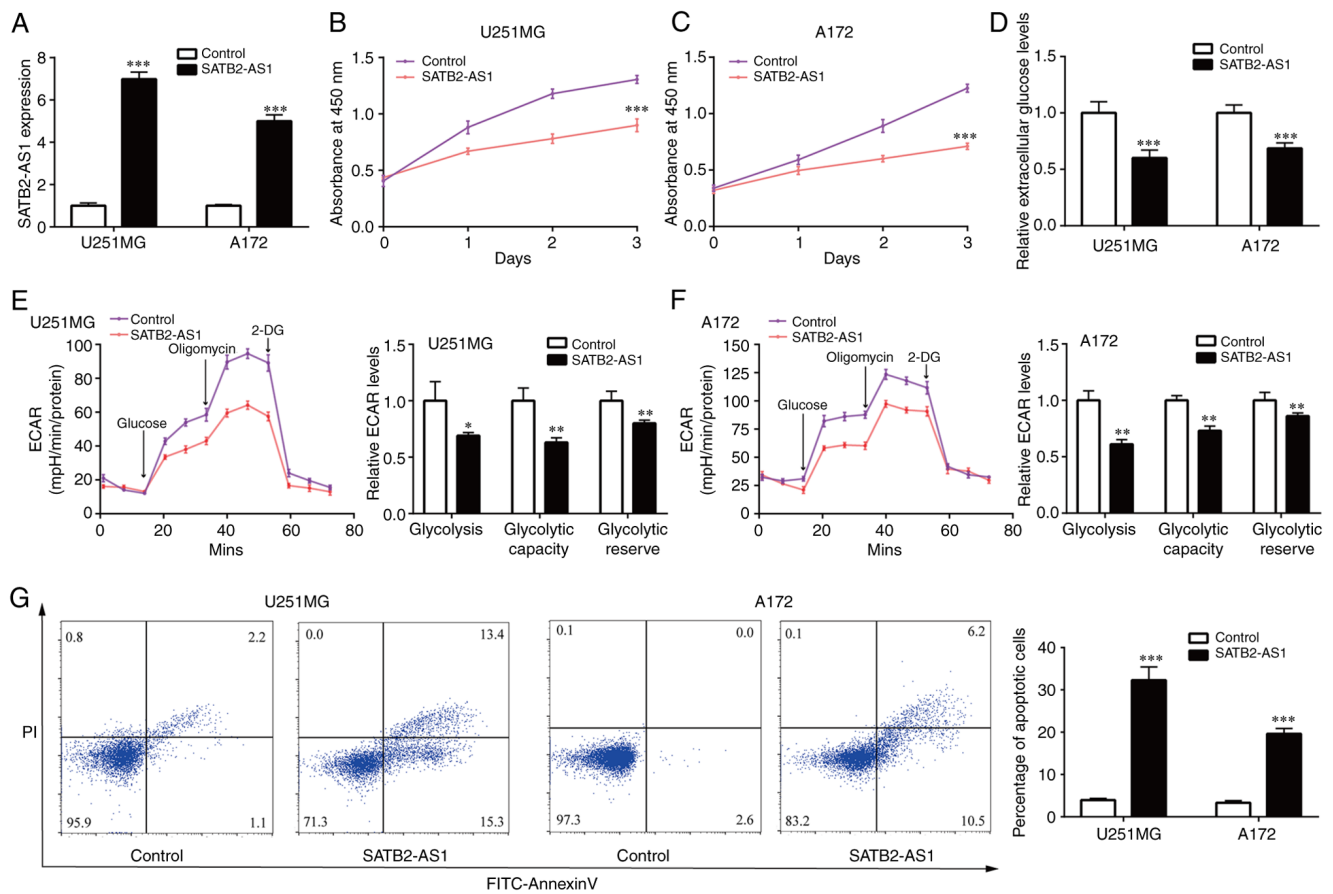 A
SATB2-AS1 expression
8
6
4
2
0
***
***
Control
SATB2-AS1
U251MG
A172
B
U251MG
Absorbance at 450 nm
1.5
1.0
0.5
0.0
Control
SATB2-AS1
***
0
1
2
3
Days
C
A172
Absorbance at 450 nm
1.5
1.0
0.5
0.0
Control
SATB2-AS1
***
0
1
2
3
Days
D
Relative extracellular glucose levels
1.5
1.0
0.5
0.0
Control
SATB2-AS1
***
***
U251MG
A172
E
U251MG
Control
SATB2-AS1
Oligomycin
2-DG
Glucose
ECAR
(mpH/min/protein)
100
80
60
40
20
0
0
20
40
60
80
Mins
U251MG
Relative ECAR levels
1.5
1.0
0.5
0.0
Control
SATB2-AS1
*
**
**
Glycolysis
Glycolytic
capacity
Glycolytic
reserve
F
A172
Control
SATB2-AS1
Oligomycin
2-DG
Glucose
ECAR
(mpH/min/protein)
150
125
100
75
50
25
0
0
20
40
60
80
Mins
A172
Relative ECAR levels
1.5
1.0
0.5
0.0
Control
SATB2-AS1
**
**
**
Glycolysis
Glycolytic
capacity
Glycolytic
reserve
G
U251MG
A172
PI
0.8
2.2
95.9
1.1
Control
0.0
13.4
71.3
15.3
SATB2-AS1
0.1
0.0
97.3
2.6
Control
0.1
6.2
83.2
10.5
SATB2-AS1
FITC-AnnexinV
Percentage of apoptotic cells
40
30
20
10
0
Control
SATB2-AS1
***
***
U251MG
A172